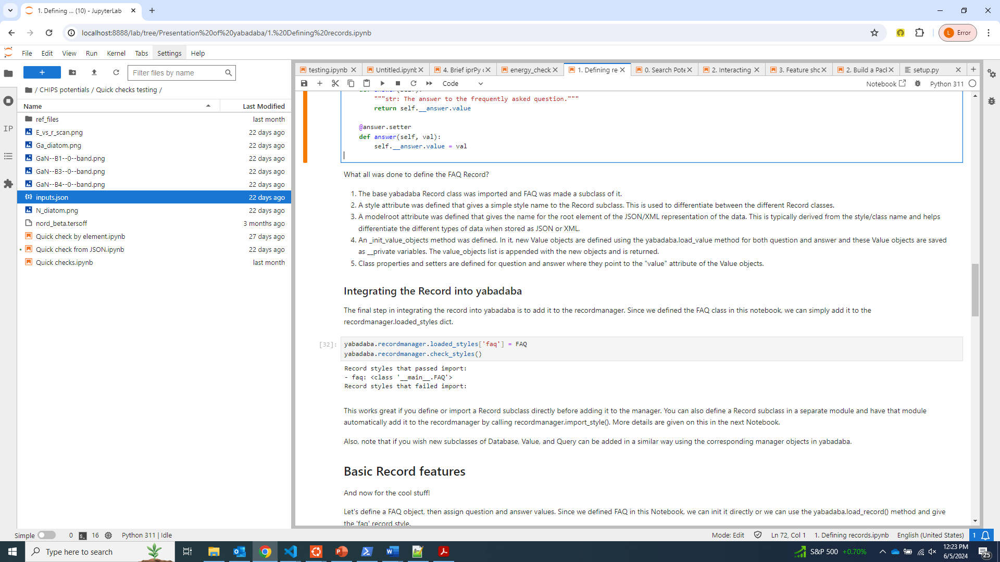 1. Defining ... (10) - JupyterLab
localhost:8888/lab/tree/Presentation%20of%20yabadaba/1.%20Defining%20records.ipynb
L Error
File Edit View Run Kernel Tabs Settings Help
Filter files by name
/ CHIPS potentials / Quick checks testing /
Name Last Modified
ref_files last month
E_vs_r_scan.png 22 days ago
Ga_diatom.png 22 days ago
GaN--B1--0--band.png 22 days ago
GaN--B3--0--band.png 22 days ago
GaN--B4--0--band.png 22 days ago
inputs.json 22 days ago
N_diatom.png 22 days ago
nord_beta.tersoff 3 months ago
Quick check by element.ipynb 27 days ago
Quick check from JSON.ipynb 22 days ago
Quick checks.ipynb last month
IP
testing.ipynb Untitled.ipynb 4. Brief iprPy energy_check 1. Defining re 0. Search Pote 2. Interacting 3. Feature sho 2. Build a Pack setup.py
Code Notebook Python 311
"""str: The answer to the frequently asked question."""
return self.__answer.value
@answer.setter
def answer(self, val):
self.__answer.value = val
What all was done to define the FAQ Record?
1. The base yabadaba Record class was imported and FAQ was made a subclass of it.
2. A style attribute was defined that gives a simple style name to the Record subclass. This is used to differentiate between the different Record classes.
3. A modelroot attribute was defined that gives the name for the root element of the JSON/XML representation of the data. This is typically derived from the style/class name and helps
differentiate the different types of data when stored as JSON or XML.
4. An _init_value_objects method was defined. In it, new Value objects are defined using the yabadaba.load_value method for both question and answer and these Value objects are saved
as __private variables. The value_objects list is appended with the new objects and is returned.
5. Class properties and setters are defined for question and answer where they point to the "value" attribute of the Value objects.
Integrating the Record into yabadaba
The final step in integrating the record into yabadaba is to add it to the recordmanager. Since we defined the FAQ class in this notebook, we can simply add it to the
recordmanager.loaded_styles dict.
[32]: yabadaba.recordmanager.loaded_styles['faq'] = FAQ
yabadaba.recordmanager.check_styles()
Record styles that passed import:
- faq: <class '__main__.FAQ'>
Record styles that failed import:
This works great if you define or import a Record subclass directly before adding it to the manager. You can also define a Record subclass in a separate module and have that module
automatically add it to the recordmanager by calling recordmanager.import_style(). More details are given on this in the next Notebook.
Also, note that if you wish new subclasses of Database, Value, and Query can be added in a similar way using the corresponding manager objects in yabadaba.
Basic Record features
And now for the cool stuff!
Let's define a FAQ object, then assign question and answer values. Since we defined FAQ in this Notebook, we can init it directly or we can use the yabadaba.load_record() method and give
the 'faq' record style.
Simple 0 16 Python 311 | Idle Mode: Edit Ln 72, Col 1 1. Defining records.ipynb English (United States) 1
Type here to search
S&P 500 +0.70%
12:23 PM
6/5/2024
25